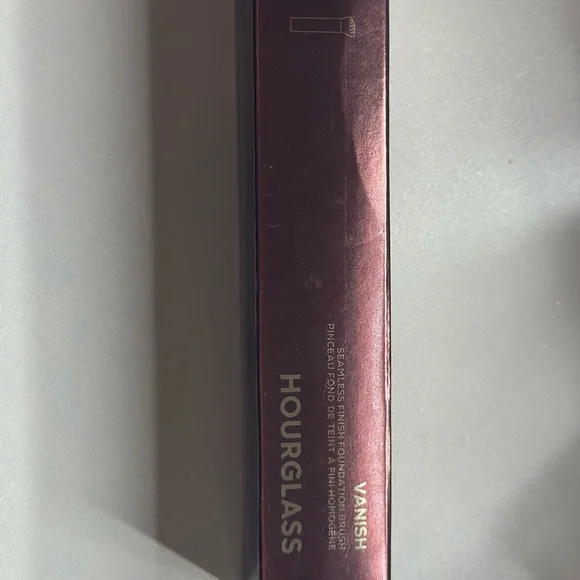 VANISH
SEAMLESS FINISH FOUNDATION BRUSH
PINCEAU FOND DE TEINT À FINI HOMOGÈNE
HOURGLASS